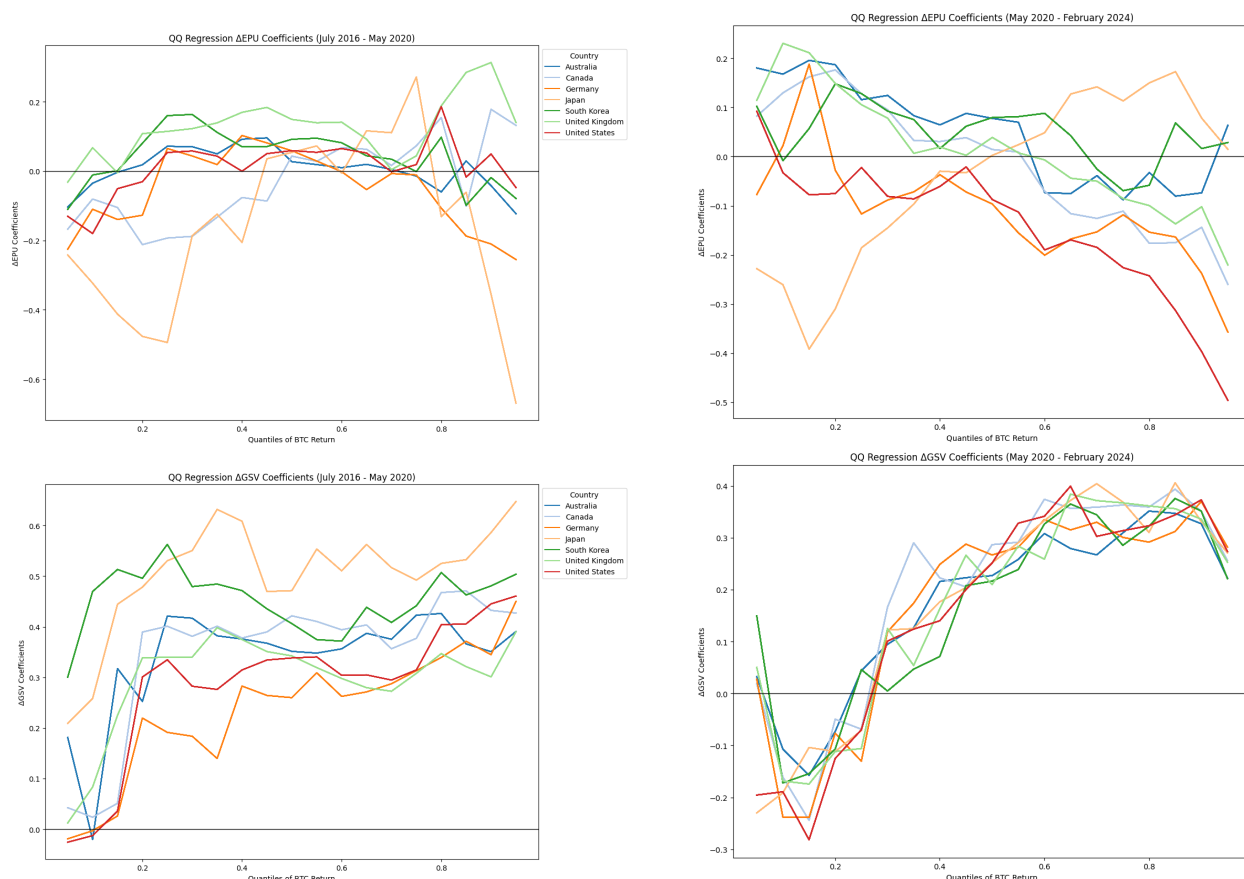 QQ Regression ΔEPU Coefficients (July 2016 - May 2020)
ΔEPU Coefficients
0.2
0.0
−0.2
−0.4
−0.6
0.2
0.4
0.6
0.8
Quantiles of BTC Return
Country
Australia
Canada
Germany
Japan
South Korea
United Kingdom
United States
QQ Regression ΔEPU Coefficients (May 2020 - February 2024)
ΔEPU Coefficients
0.2
0.1
0.0
−0.1
−0.2
−0.3
−0.4
−0.5
0.2
0.4
0.6
0.8
Quantiles of BTC Return
QQ Regression ΔGSV Coefficients (July 2016 - May 2020)
ΔGSV Coefficients
0.6
0.5
0.4
0.3
0.2
0.1
0.0
0.2
0.4
0.6
0.8
Quantiles of BTC Return
Country
Australia
Canada
Germany
Japan
South Korea
United Kingdom
United States
QQ Regression ΔGSV Coefficients (May 2020 - February 2024)
ΔGSV Coefficients
0.4
0.3
0.2
0.1
0.0
−0.1
−0.2
−0.3
0.2
0.4
0.6
0.8
Quantiles of BTC Return